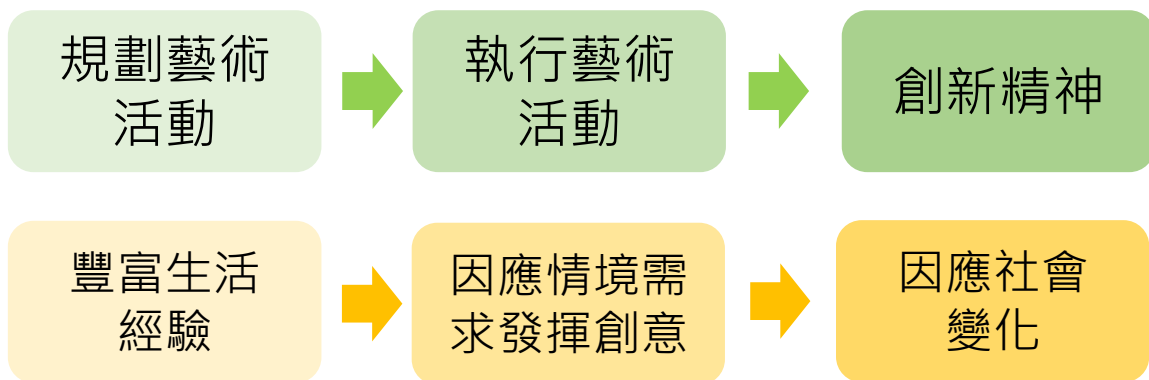 規劃藝術
活動
執行藝術
活動
創新精神
豐富生活
經驗
因應情境需
求發揮創意
因應社會
變化